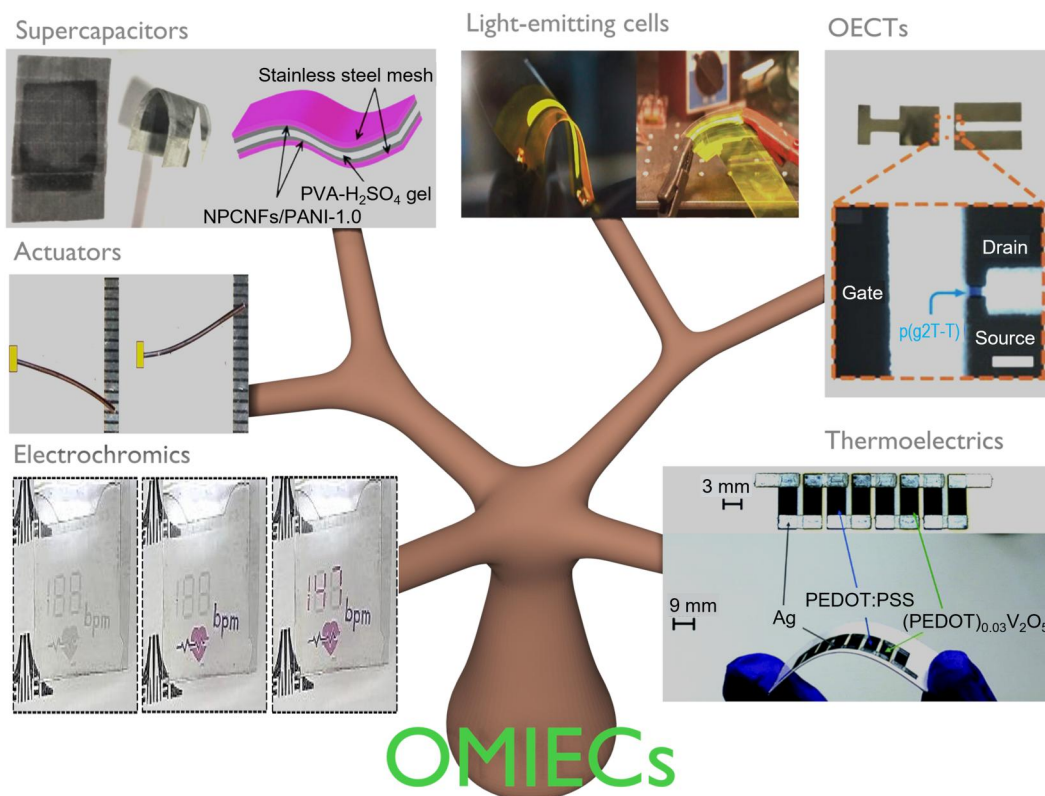 Supercapacitors
Stainless steel mesh
PVA-H₂SO₄ gel
NPCNFs/PANI-1.0
Light-emitting cells
OECTs
Drain
Gate
p(g2T-T)
Source
Actuators
Electrochromics
188
bpm
188
bpm
147
bpm
Thermoelectrics
3 mm
9 mm
PEDOT:PSS
Ag
(PEDOT)₀.₀₃V₂O₅
OMIECs